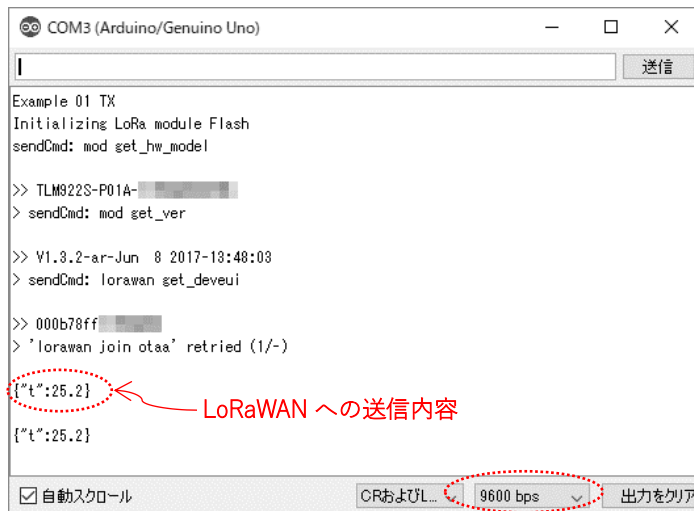 COM3 (Arduino/Genuino Uno)
送信
Example 01 TX
Initializing LoRa module Flash
sendCmd: mod get_hw_model
>> TLM922S-P01A-
> sendCmd: mod get_ver
>> V1.3.2-ar-Jun  8 2017-13:48:03
> sendCmd: lorawan get_deveui
>> 000b78ff
> 'lorawan join otaa' retried (1/-)
{"t":25.2}
LoRaWAN への送信内容
{"t":25.2}
自動スクロール CRおよびL... 9600 bps 出力をクリア